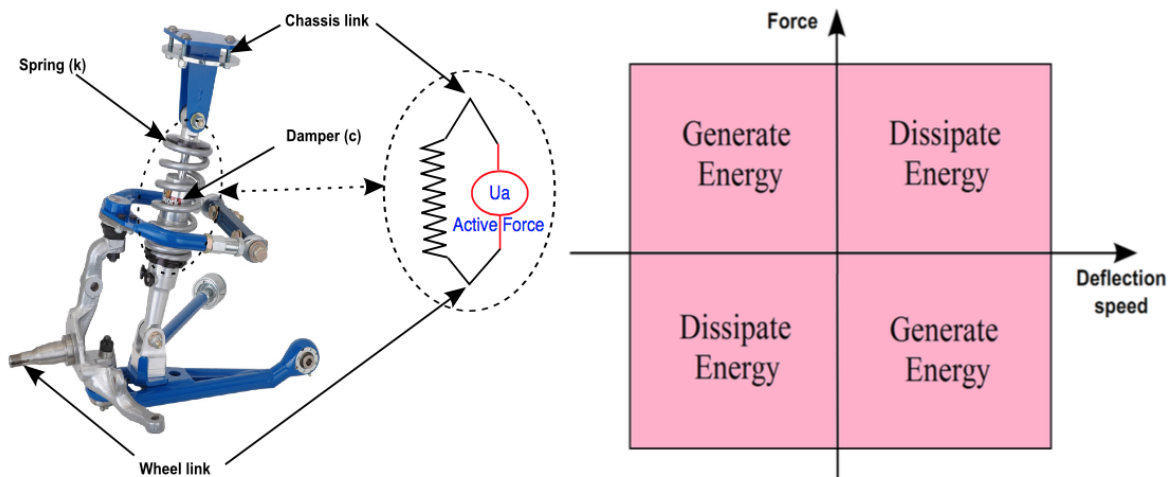 Chassis link
Spring (k)
Damper (c)
Ua
Active Force
Wheel link
Force
Generate
Energy
Dissipate
Energy
Deflection
speed
Dissipate
Energy
Generate
Energy